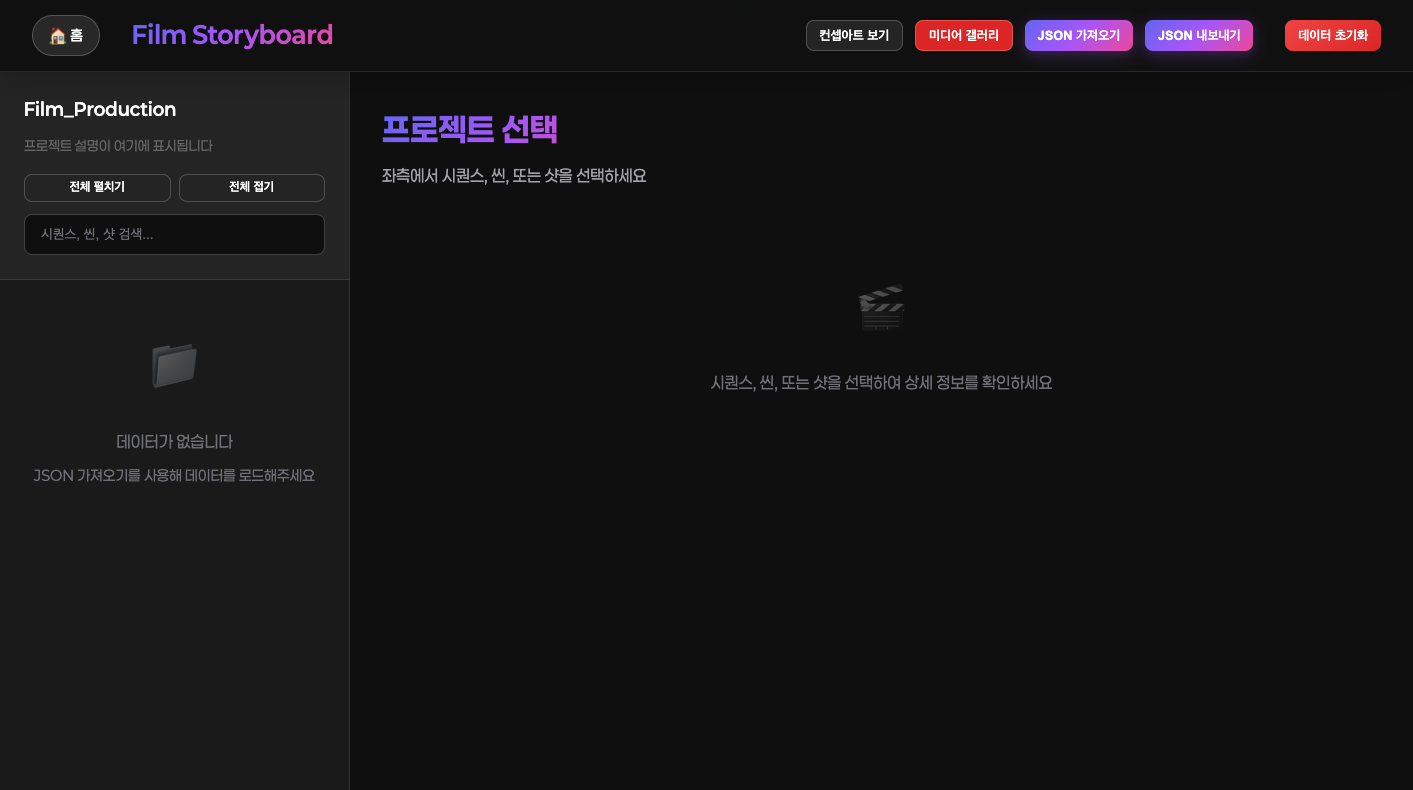 홈
Film Storyboard
컨셉아트 보기
미디어 갤러리
JSON 가져오기
JSON 내보내기
데이터 초기화
Film_Production
프로젝트 설명이 여기에 표시됩니다
전체 펼치기
전체 접기
시퀀스, 씬, 샷 검색...
데이터가 없습니다
JSON 가져오기를 사용해 데이터를 로드해주세요
프로젝트 선택
좌측에서 시퀀스, 씬, 또는 샷을 선택하세요
시퀀스, 씬, 또는 샷을 선택하여 상세 정보를 확인하세요